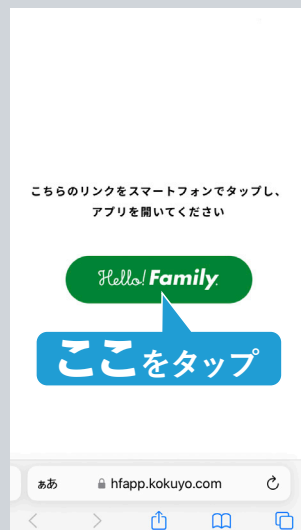 こちらのリンクをスマートフォンでタップし、
アプリを開いてください
Hello! Family.
ここをタップ
ぁあ hfapp.kokuyo.com